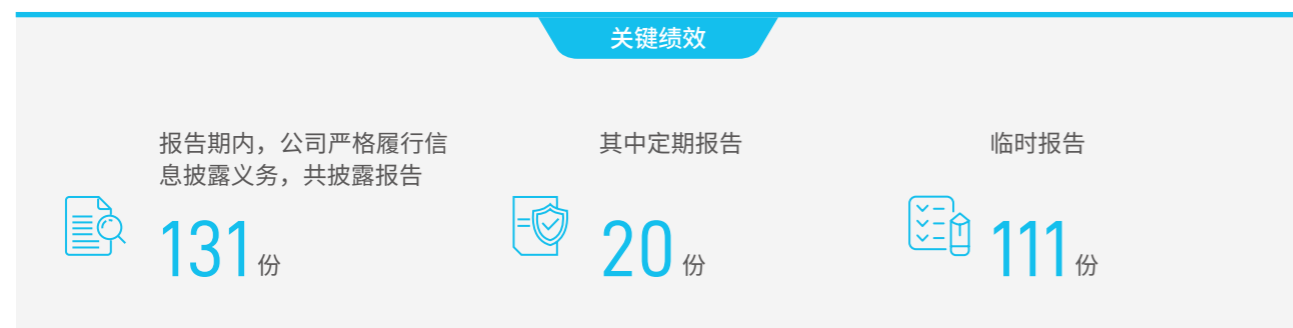 关键绩效
报告期内，公司严格履行信
息披露义务，共披露报告
131份
其中定期报告
20份
临时报告
111份